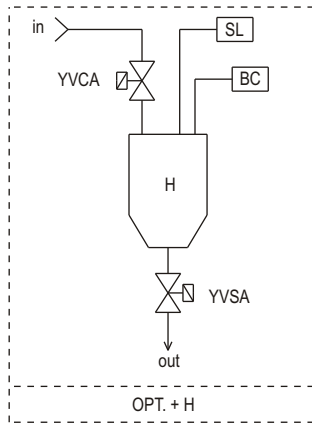 in
SL
YVCA
BC
H
YVSA
out
OPT. + H